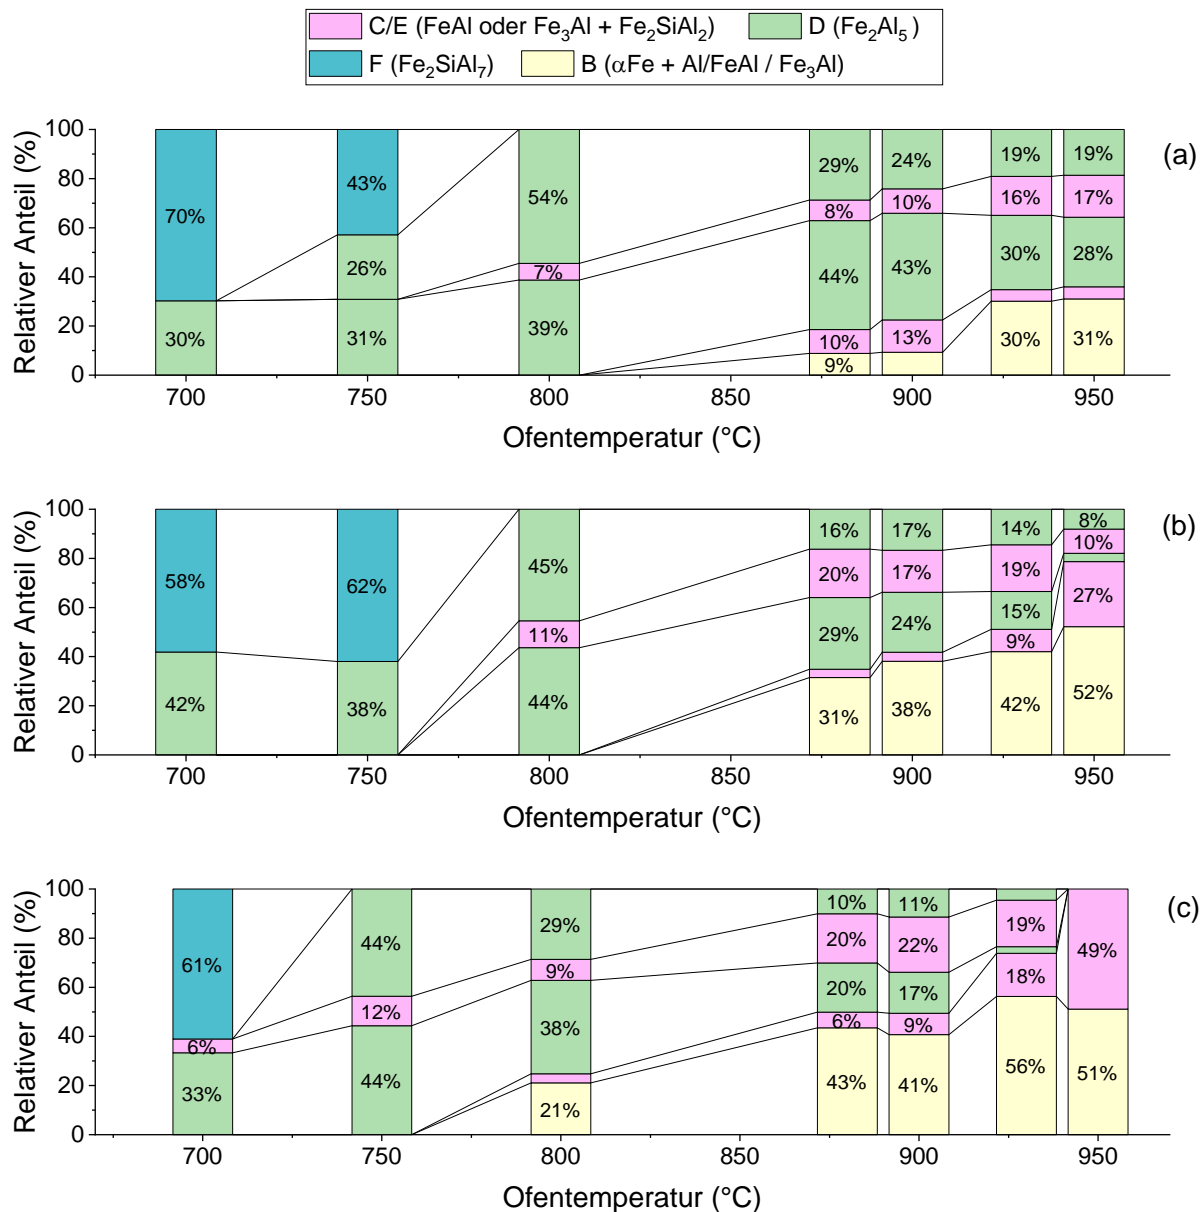 C/E (FeAl oder Fe₃Al + Fe₂SiAl₂) D (Fe₂Al₅)
F (Fe₂SiAl₇) B (αFe + Al/FeAl / Fe₃Al)
(a)
Relativer Anteil (%)
100
80
60
40
20
0
70% 30%
43% 26% 31%
54% 7% 39%
29% 8% 44% 10% 9%
24% 10% 43% 13%
19% 16% 30% 30%
19% 17% 28% 31%
700 750 800 850 900 950
Ofentemperatur (°C)
(b)
Relativer Anteil (%)
100
80
60
40
20
0
58% 42%
62% 38%
45% 11% 44%
16% 20% 29% 31%
17% 17% 24% 38%
14% 19% 15% 9% 42%
8% 10% 27% 52%
700 750 800 850 900 950
Ofentemperatur (°C)
(c)
Relativer Anteil (%)
100
80
60
40
20
0
61% 6% 33%
44% 12% 44%
29% 9% 38% 21%
10% 20% 20% 6% 43%
11% 22% 17% 9% 41%
19% 18% 56%
49% 51%
700 750 800 850 900 950
Ofentemperatur (°C)